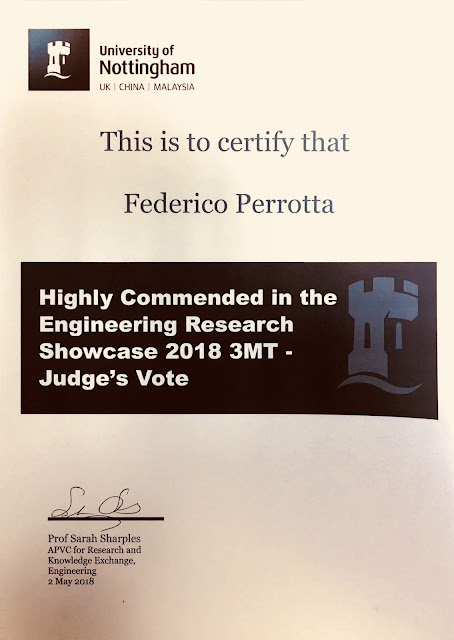 University of
Nottingham
UK | CHINA | MALAYSIA
This is to certify that
Federico Perrotta
Highly Commended in the
Engineering Research
Showcase 2018 3MT -
Judge's Vote
Prof Sarah Sharples
APVC for Research and
Knowledge Exchange,
Engineering
2 May 2018